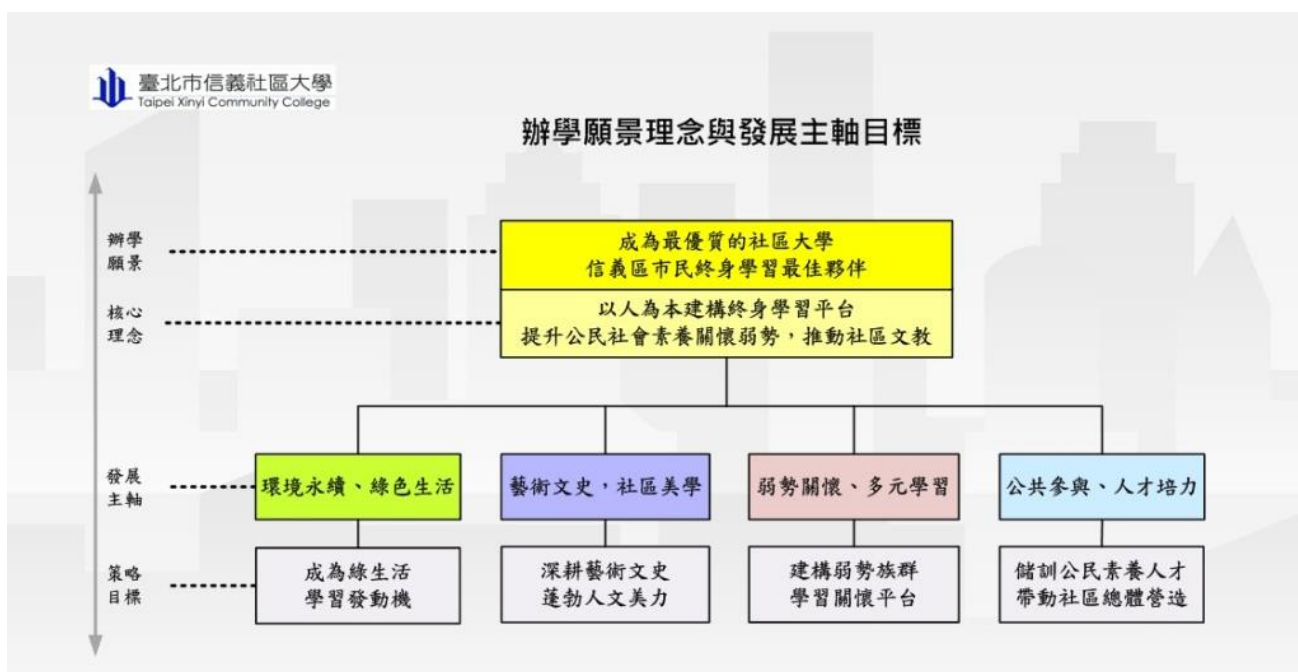 臺北市信義社區大學
Taipei Xinyi Community College
辦學願景理念與發展主軸目標
辦學
願景
成為最優質的社區大學
信義區市民終身學習最佳夥伴
核心
理念
以人為本建構終身學習平台
提升公民社會素養關懷弱勢，推動社區文教
發展
主軸
環境永續、綠色生活
藝術文史，社區美學
弱勢關懷、多元學習
公共參與、人才培力
策略
目標
成為綠生活
學習發動機
深耕藝術文史
蓬勃人文美力
建構弱勢族群
學習關懷平台
儲訓公民素養人才
帶動社區總體營造